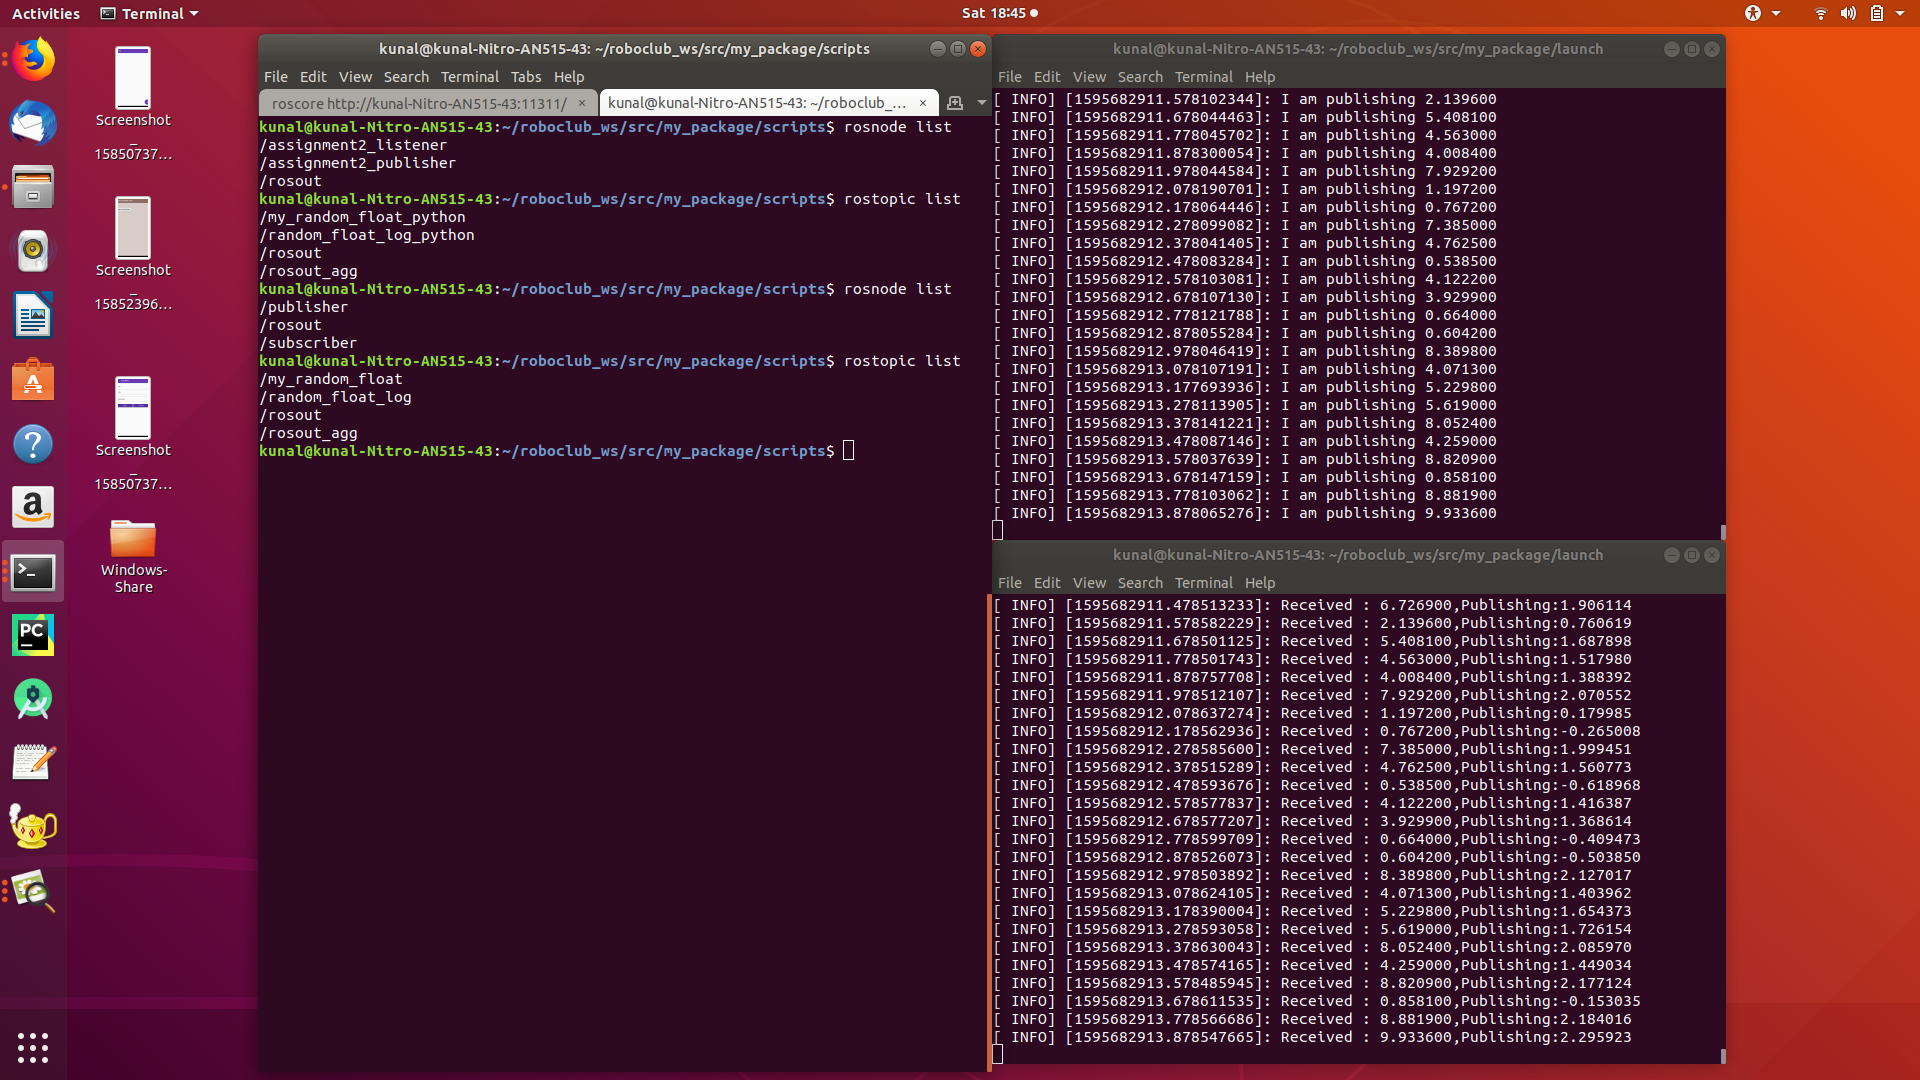 Activities Terminal Sat 18:45
Screenshot
_
15850737...
Screenshot
_
15852396...
Screenshot
_
15850737...
Windows-
Share
PC
kunal@kunal-Nitro-AN515-43: ~/roboclub_ws/src/my_package/scripts
File Edit View Search Terminal Tabs Help
roscore http://kunal-Nitro-AN515-43:11311/ × kunal@kunal-Nitro-AN515-43: ~/roboclub_... ×
kunal@kunal-Nitro-AN515-43:~/roboclub_ws/src/my_package/scripts$ rosnode list
/assignment2_listener
/assignment2_publisher
/rosout
kunal@kunal-Nitro-AN515-43:~/roboclub_ws/src/my_package/scripts$ rostopic list
/my_random_float_python
/random_float_log_python
/rosout
/rosout_agg
kunal@kunal-Nitro-AN515-43:~/roboclub_ws/src/my_package/scripts$ rosnode list
/publisher
/rosout
/subscriber
kunal@kunal-Nitro-AN515-43:~/roboclub_ws/src/my_package/scripts$ rostopic list
/my_random_float
/random_float_log
/rosout
/rosout_agg
kunal@kunal-Nitro-AN515-43:~/roboclub_ws/src/my_package/scripts$
kunal@kunal-Nitro-AN515-43: ~/roboclub_ws/src/my_package/launch
File Edit View Search Terminal Help
[ INFO] [1595682911.578102344]: I am publishing 2.139600
[ INFO] [1595682911.678044463]: I am publishing 5.408100
[ INFO] [1595682911.778045702]: I am publishing 4.563000
[ INFO] [1595682911.878300054]: I am publishing 4.008400
[ INFO] [1595682911.978044584]: I am publishing 7.929200
[ INFO] [1595682912.078190701]: I am publishing 1.197200
[ INFO] [1595682912.178064446]: I am publishing 0.767200
[ INFO] [1595682912.278099082]: I am publishing 7.385000
[ INFO] [1595682912.378041405]: I am publishing 4.762500
[ INFO] [1595682912.478083284]: I am publishing 0.538500
[ INFO] [1595682912.578103081]: I am publishing 4.122200
[ INFO] [1595682912.678107130]: I am publishing 3.929900
[ INFO] [1595682912.778121788]: I am publishing 0.664000
[ INFO] [1595682912.878055284]: I am publishing 0.604200
[ INFO] [1595682912.978046419]: I am publishing 8.389800
[ INFO] [1595682913.078107191]: I am publishing 4.071300
[ INFO] [1595682913.177693936]: I am publishing 5.229800
[ INFO] [1595682913.278113905]: I am publishing 5.619000
[ INFO] [1595682913.378141221]: I am publishing 8.052400
[ INFO] [1595682913.478087146]: I am publishing 4.259000
[ INFO] [1595682913.578037639]: I am publishing 8.820900
[ INFO] [1595682913.678147159]: I am publishing 0.858100
[ INFO] [1595682913.778103062]: I am publishing 8.881900
[ INFO] [1595682913.878065276]: I am publishing 9.933600
kunal@kunal-Nitro-AN515-43: ~/roboclub_ws/src/my_package/launch
File Edit View Search Terminal Help
[ INFO] [1595682911.478513233]: Received : 6.726900,Publishing:1.906114
[ INFO] [1595682911.578582229]: Received : 2.139600,Publishing:0.760619
[ INFO] [1595682911.678501125]: Received : 5.408100,Publishing:1.687898
[ INFO] [1595682911.778501743]: Received : 4.563000,Publishing:1.517980
[ INFO] [1595682911.878757708]: Received : 4.008400,Publishing:1.388392
[ INFO] [1595682911.978512107]: Received : 7.929200,Publishing:2.070552
[ INFO] [1595682912.078637274]: Received : 1.197200,Publishing:0.179985
[ INFO] [1595682912.178562936]: Received : 0.767200,Publishing:-0.265008
[ INFO] [1595682912.278585600]: Received : 7.385000,Publishing:1.999451
[ INFO] [1595682912.378515289]: Received : 4.762500,Publishing:1.560773
[ INFO] [1595682912.478593676]: Received : 0.538500,Publishing:-0.618968
[ INFO] [1595682912.578577837]: Received : 4.122200,Publishing:1.416387
[ INFO] [1595682912.678577207]: Received : 3.929900,Publishing:1.368614
[ INFO] [1595682912.778599709]: Received : 0.664000,Publishing:-0.409473
[ INFO] [1595682912.878526073]: Received : 0.604200,Publishing:-0.503850
[ INFO] [1595682912.978503892]: Received : 8.389800,Publishing:2.127017
[ INFO] [1595682913.078624105]: Received : 4.071300,Publishing:1.403962
[ INFO] [1595682913.178390004]: Received : 5.229800,Publishing:1.654373
[ INFO] [1595682913.278593058]: Received : 5.619000,Publishing:1.726154
[ INFO] [1595682913.378630043]: Received : 8.052400,Publishing:2.085970
[ INFO] [1595682913.478574165]: Received : 4.259000,Publishing:1.449034
[ INFO] [1595682913.578485945]: Received : 8.820900,Publishing:2.177124
[ INFO] [1595682913.678611535]: Received : 0.858100,Publishing:-0.153035
[ INFO] [1595682913.778566686]: Received : 8.881900,Publishing:2.184016
[ INFO] [1595682913.878547665]: Received : 9.933600,Publishing:2.295923